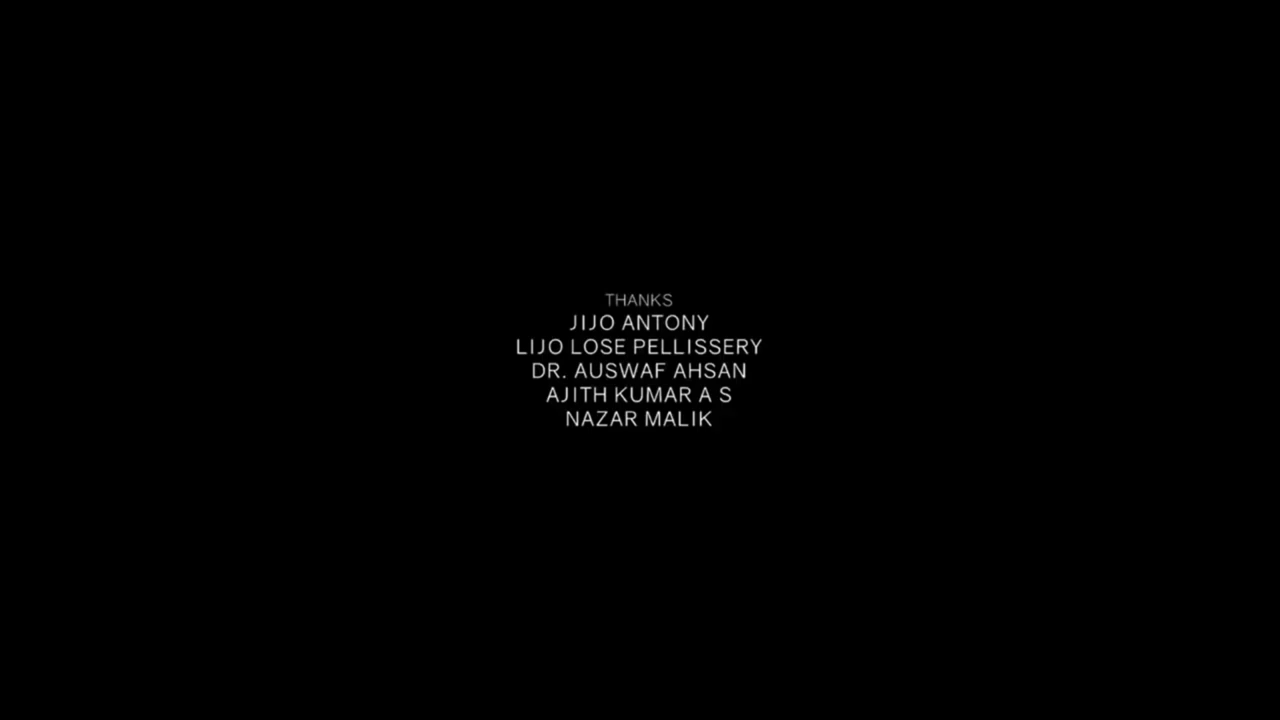 THANKS
JIJO ANTONY
LIJO LOSE PELLISSERY
DR. AUSWAF AHSAN
AJITH KUMAR A S
NAZAR MALIK